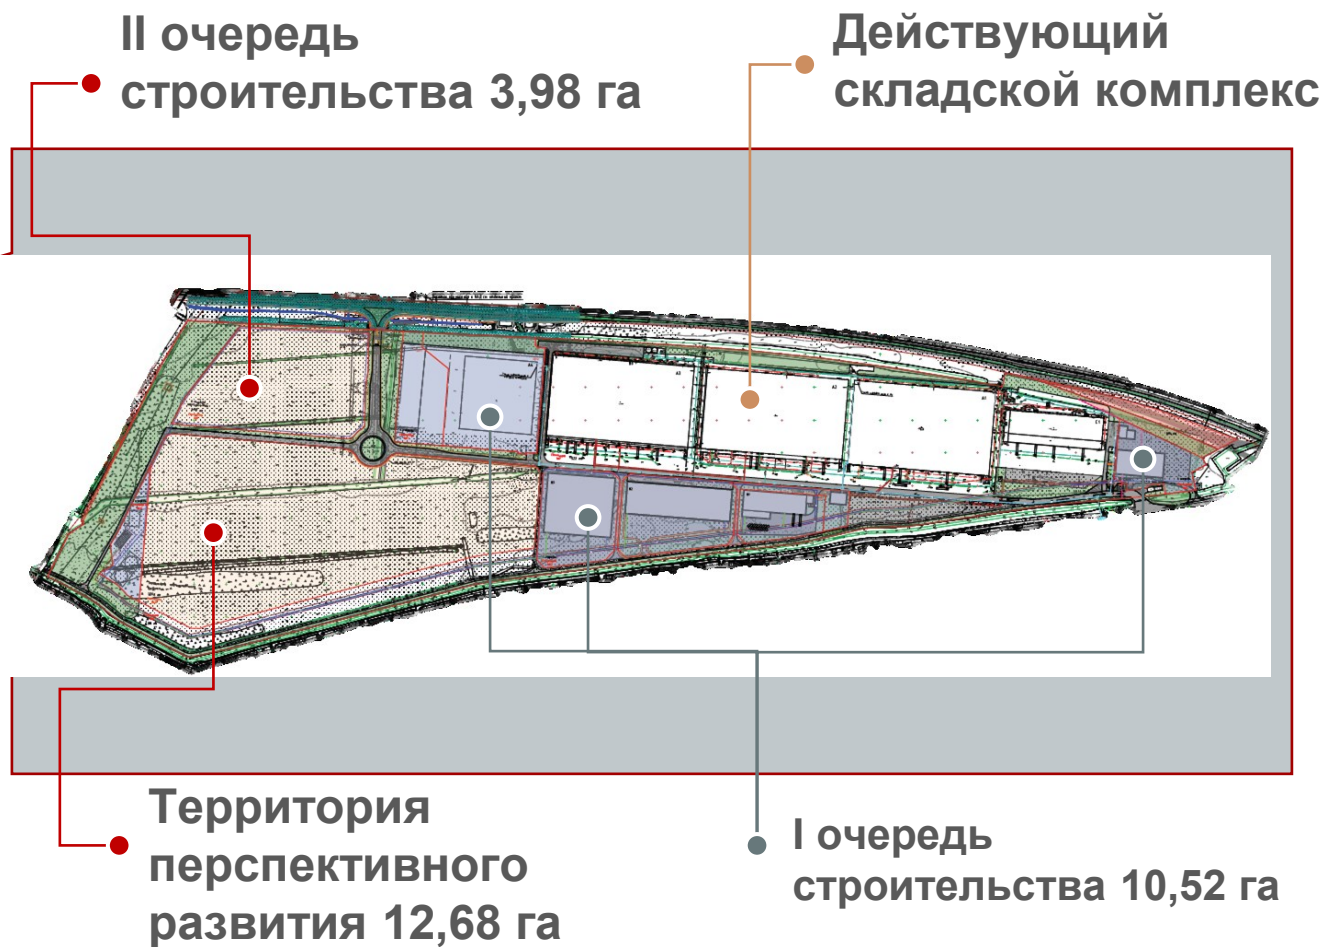 II очередь
строительства 3,98 га
Действующий
складской комплекс
Территория
перспективного
развития 12,68 га
I очередь
строительства 10,52 га